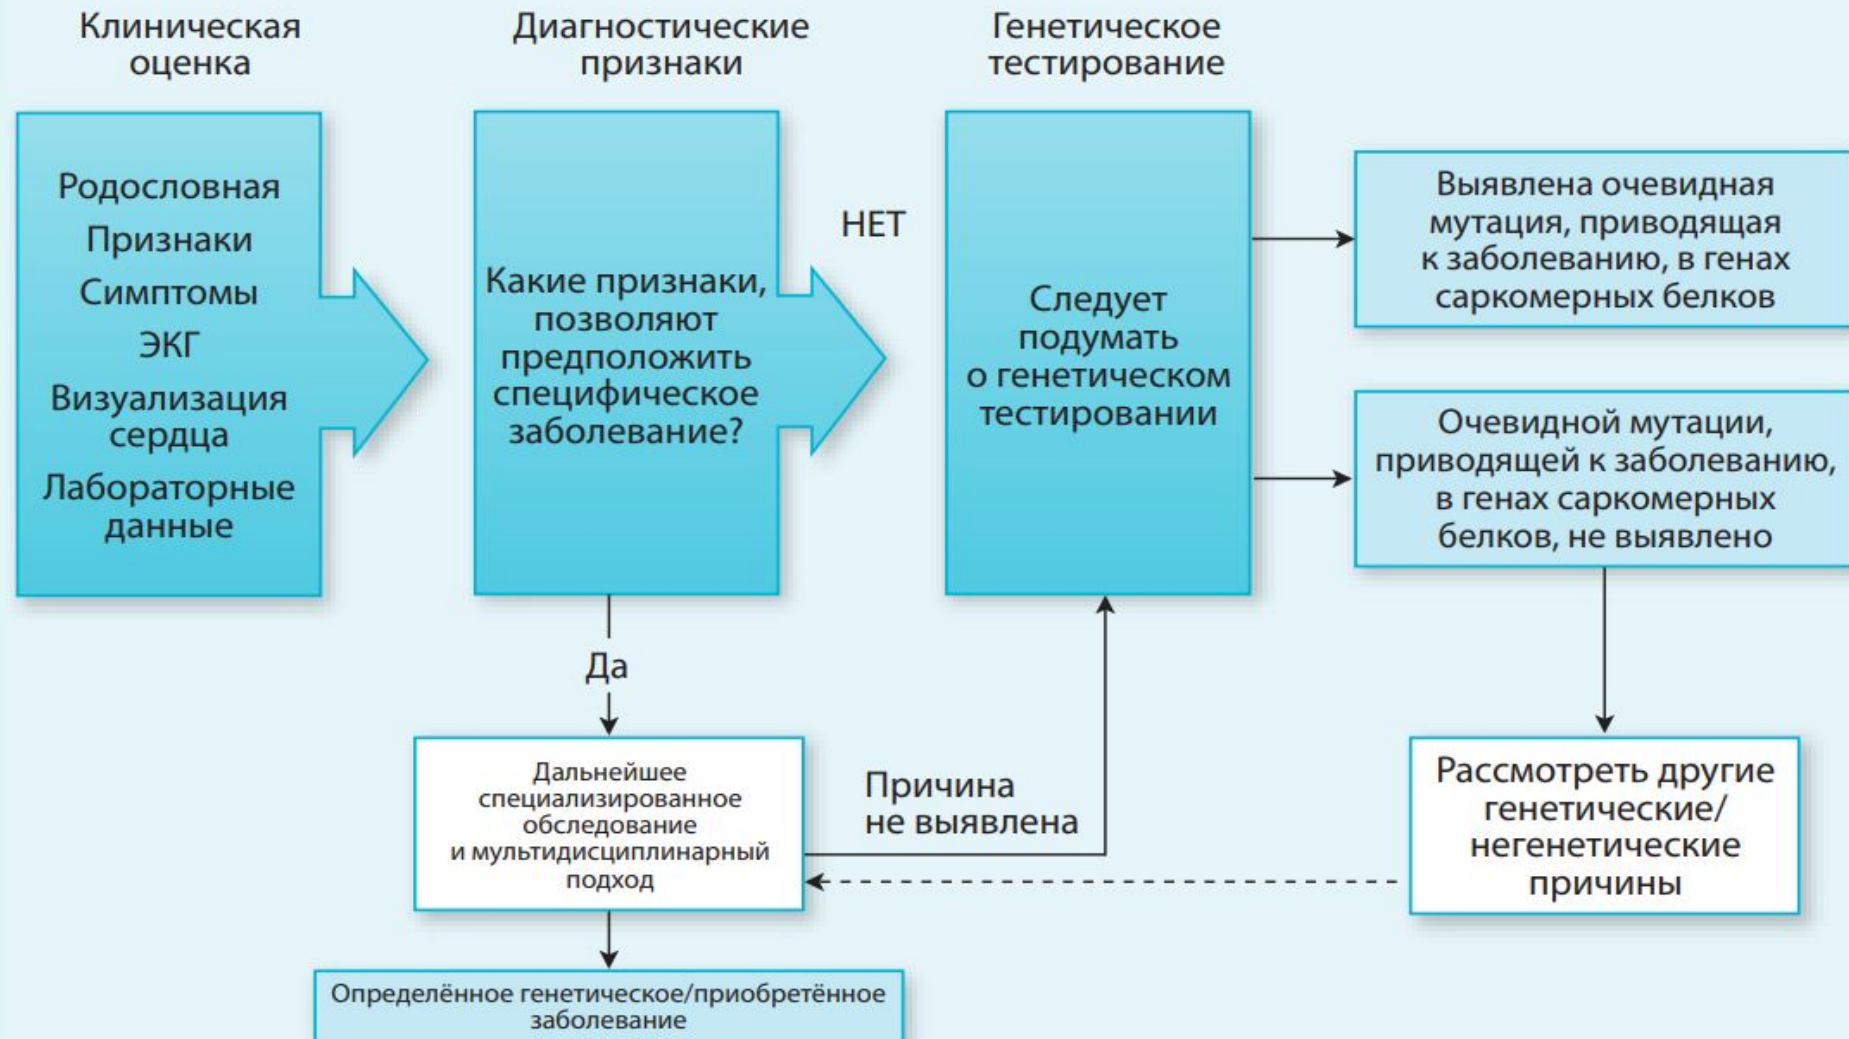 Клиническая
оценка
Диагностические
признаки
Генетическое
тестирование
Родословная
Признаки
Симптомы
ЭКГ
Визуализация
сердца
Лабораторные
данные
Какие признаки,
позволяют
предположить
специфическое
заболевание?
НЕТ
Следует
подумать
о генетическом
тестировании
Выявлена очевидная
мутация, приводящая
к заболеванию, в генах
саркомерных белков
Очевидной мутации,
приводящей к заболеванию,
в генах саркомерных
белков, не выявлено
Да
Дальнейшее
специализированное
обследование
и мультидисциплинарный
подход
Причина
не выявлена
Рассмотреть другие
генетические/
негенетические
причины
Определённое генетическое/приобретённое
заболевание